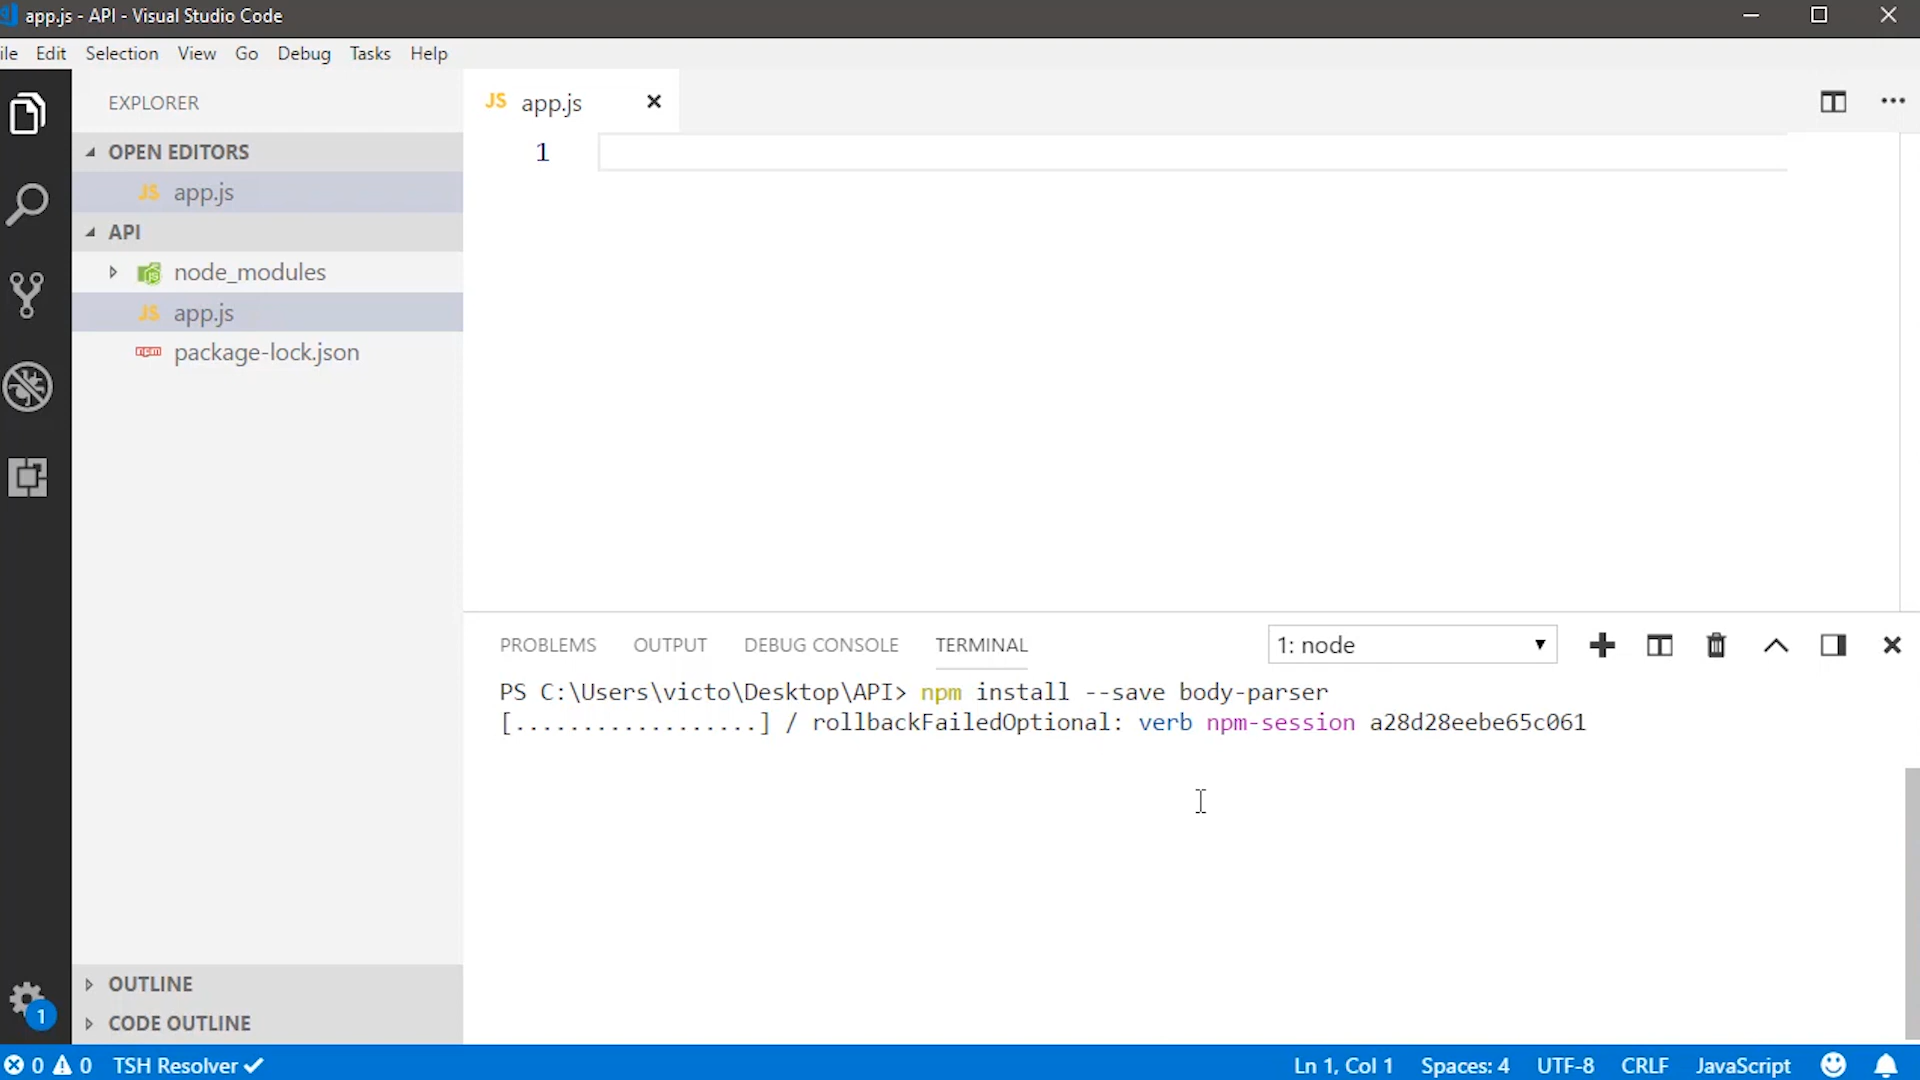 app.js - API - Visual Studio Code
ile Edit Selection View Go Debug Tasks Help
EXPLORER
OPEN EDITORS
JS app.js
API
node_modules
JS app.js
npm package-lock.json
OUTLINE
CODE OUTLINE
1
JS app.js
1
PROBLEMS OUTPUT DEBUG CONSOLE TERMINAL 1: node
PS C:\Users\victo\Desktop\API> npm install --save body-parser
[..................] / rollbackFailedOptional: verb npm-session a28d28eebe65c061
0 0 TSH Resolver Ln 1, Col 1 Spaces: 4 UTF-8 CRLF JavaScript